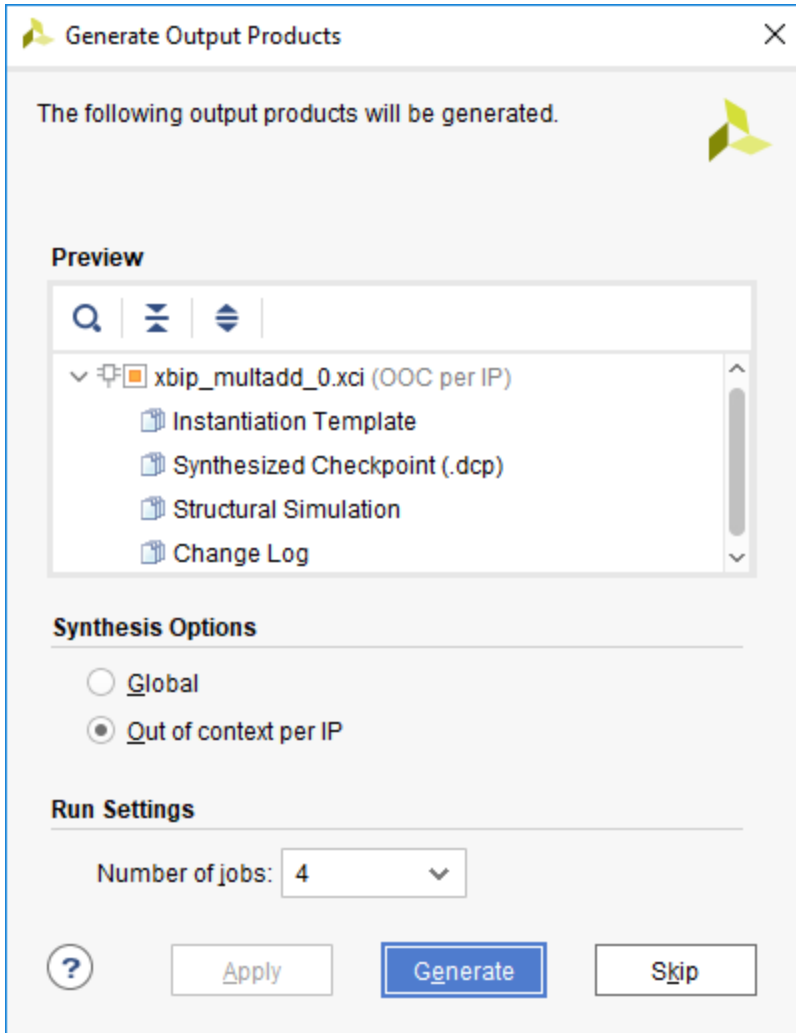 Generate Output Products
The following output products will be generated.
Preview
xbip_multadd_0.xci (OOC per IP)
Instantiation Template
Synthesized Checkpoint (.dcp)
Structural Simulation
Change Log
Synthesis Options
Global
Out of context per IP
Run Settings
Number of jobs: 4
? Apply Generate Skip